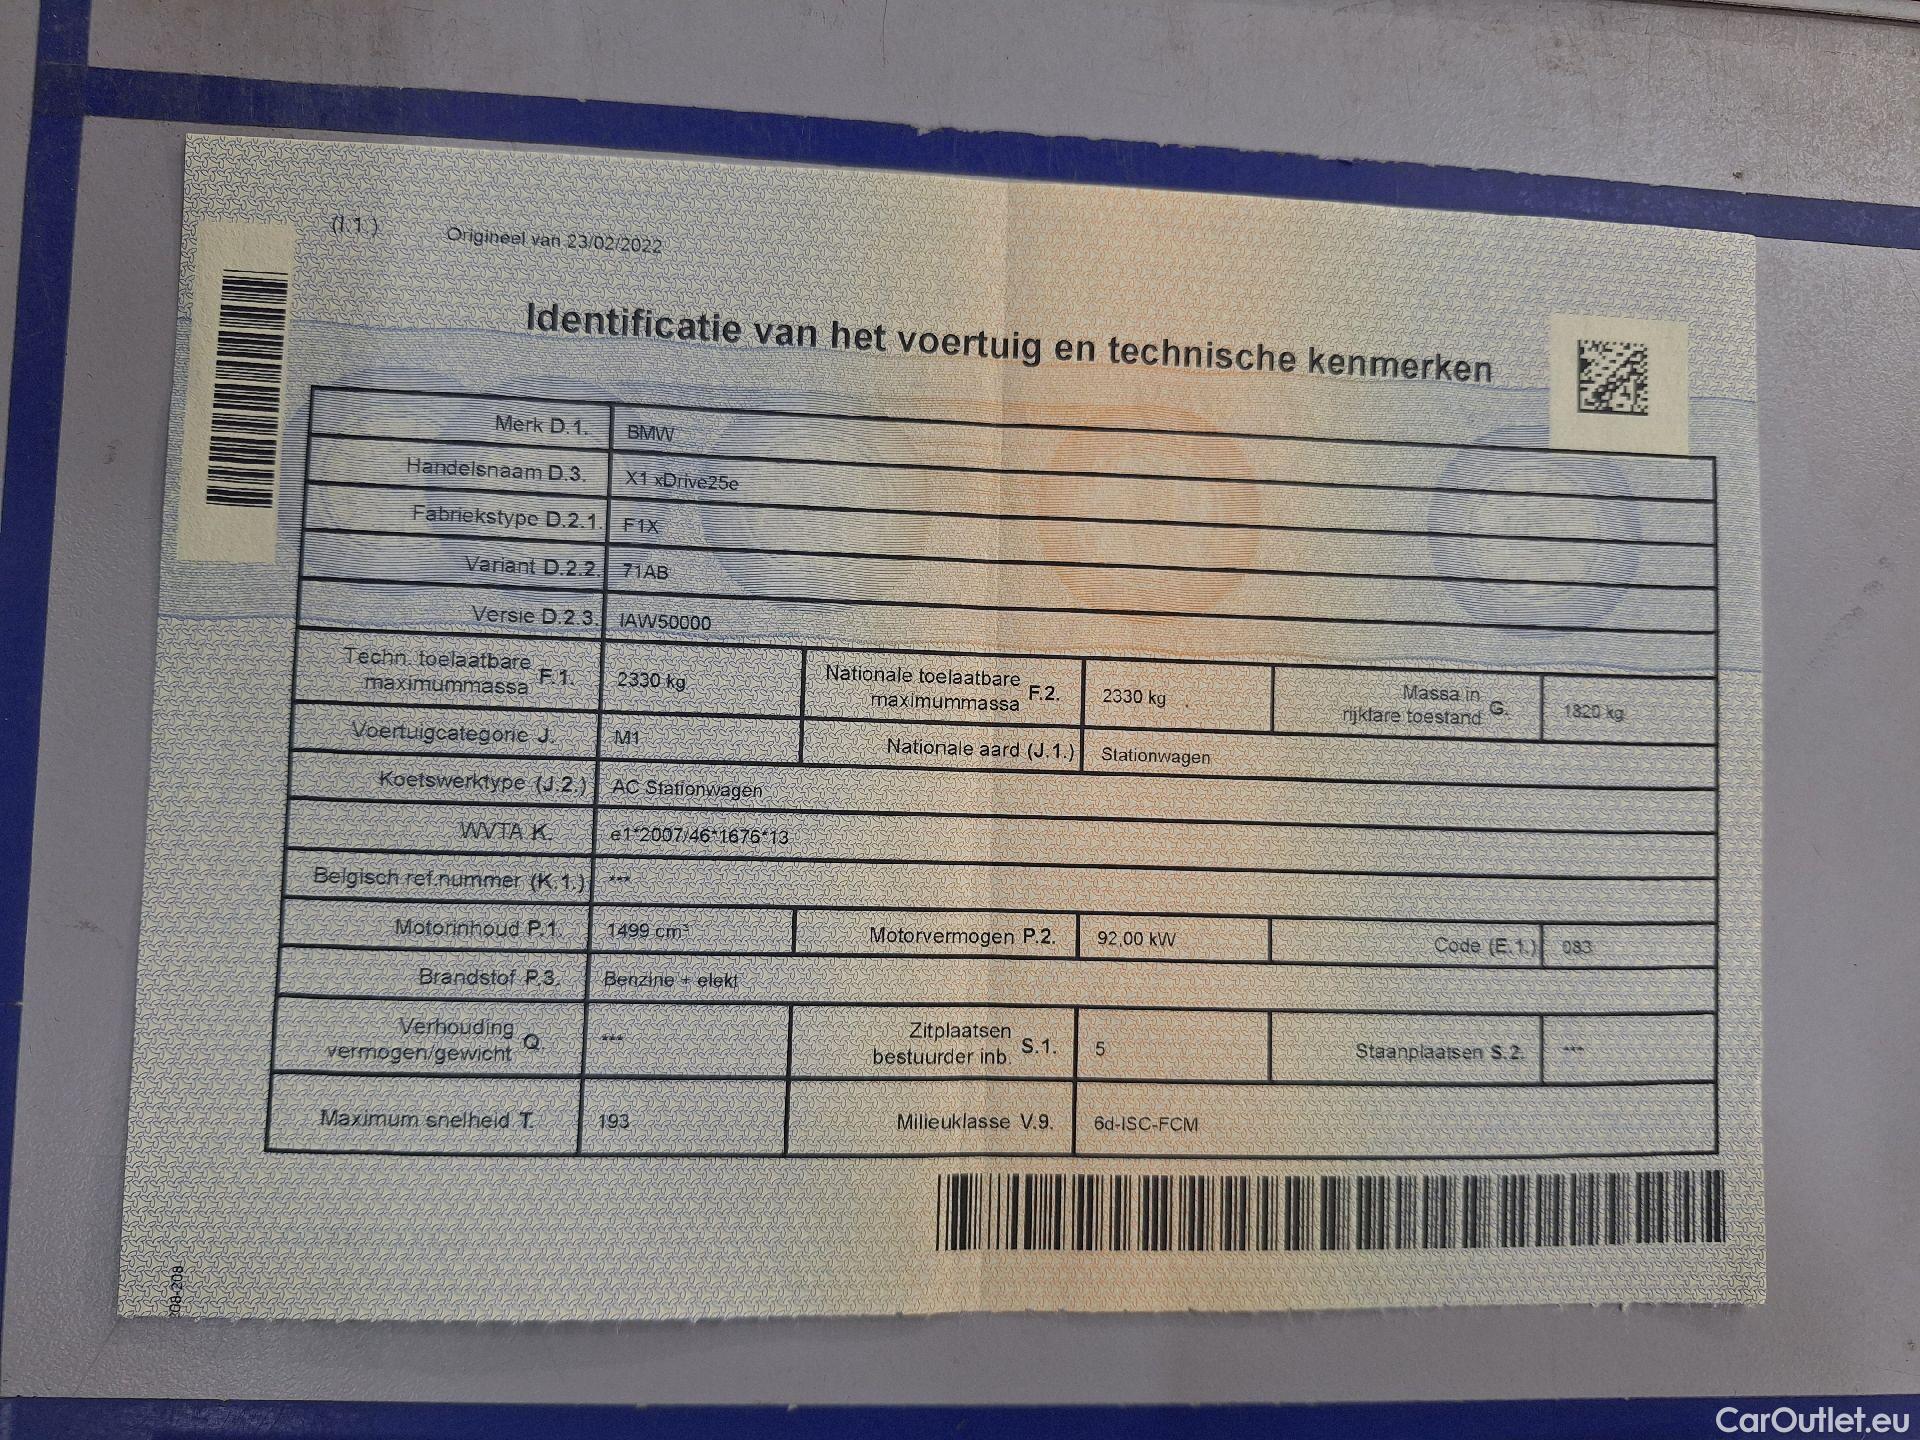 (I.1.) Origineel van 23/02/2022
Identificatie van het voertuig en technische kenmerken
Merk D.1. BMW
Handelsnaam D.3. X1 xDrive25e
Fabriekstype D.2.1. F1X
Variant D.2.2. 71AB
Versie D.2.3. IAW50000
Techn. toelaatbare
maximummassa F.1. 2330 kg
Nationale toelaatbare
maximummassa F.2. 2330 kg
Massa in
rijklare toestand G. 1820 kg
Voertuigcategorie J. M1 Nationale aard (J.1.) Stationwagen
Koetswerktype (J.2.) AC Stationwagen
WVTA K. e1*2007/46*1676*13
Belgisch ref.nummer (K.1.) ***
Motorinhoud P.1. 1499 cm³ Motorvermogen P.2. 92,00 kW Code (E.1.) 083
Brandstof P.3. Benzine + elekt
Verhouding
vermogen/gewicht Q. ***
Zitplaatsen
bestuurder inb. S.1. 5
Staanplaatsen S.2. ***
Maximum snelheid T. 193 Milieuklasse V.9. 6d-ISC-FCM
208-208
CarOutlet.eu